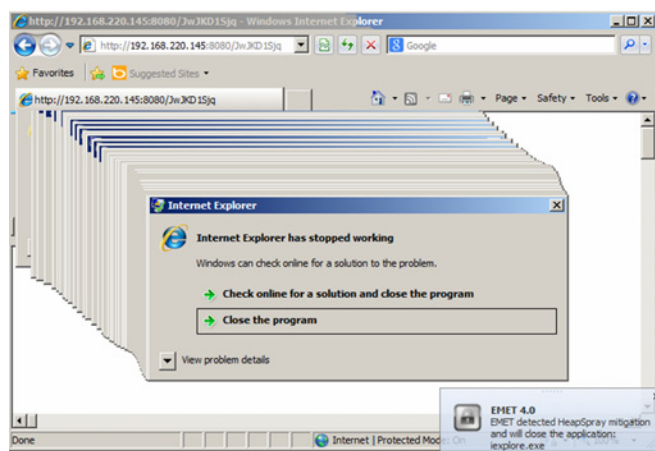 http://192.168.220.145:8080/JwJKD1Sjq - Windows Internet Explorer
http://192.168.220.145:8080/JwJKD1Sjq
Google
Favorites
Suggested Sites
http://192.168.220.145:8080/JwJKD1Sjq
Page
Safety
Tools
Internet Explorer
Internet Explorer has stopped working
Windows can check online for a solution to the problem.
Check online for a solution and close the program
Close the program
View problem details
EMET 4.0
EMET detected HeapSpray mitigation
and will close the application:
iexplore.exe
Done
Internet | Protected Mode: On
100%